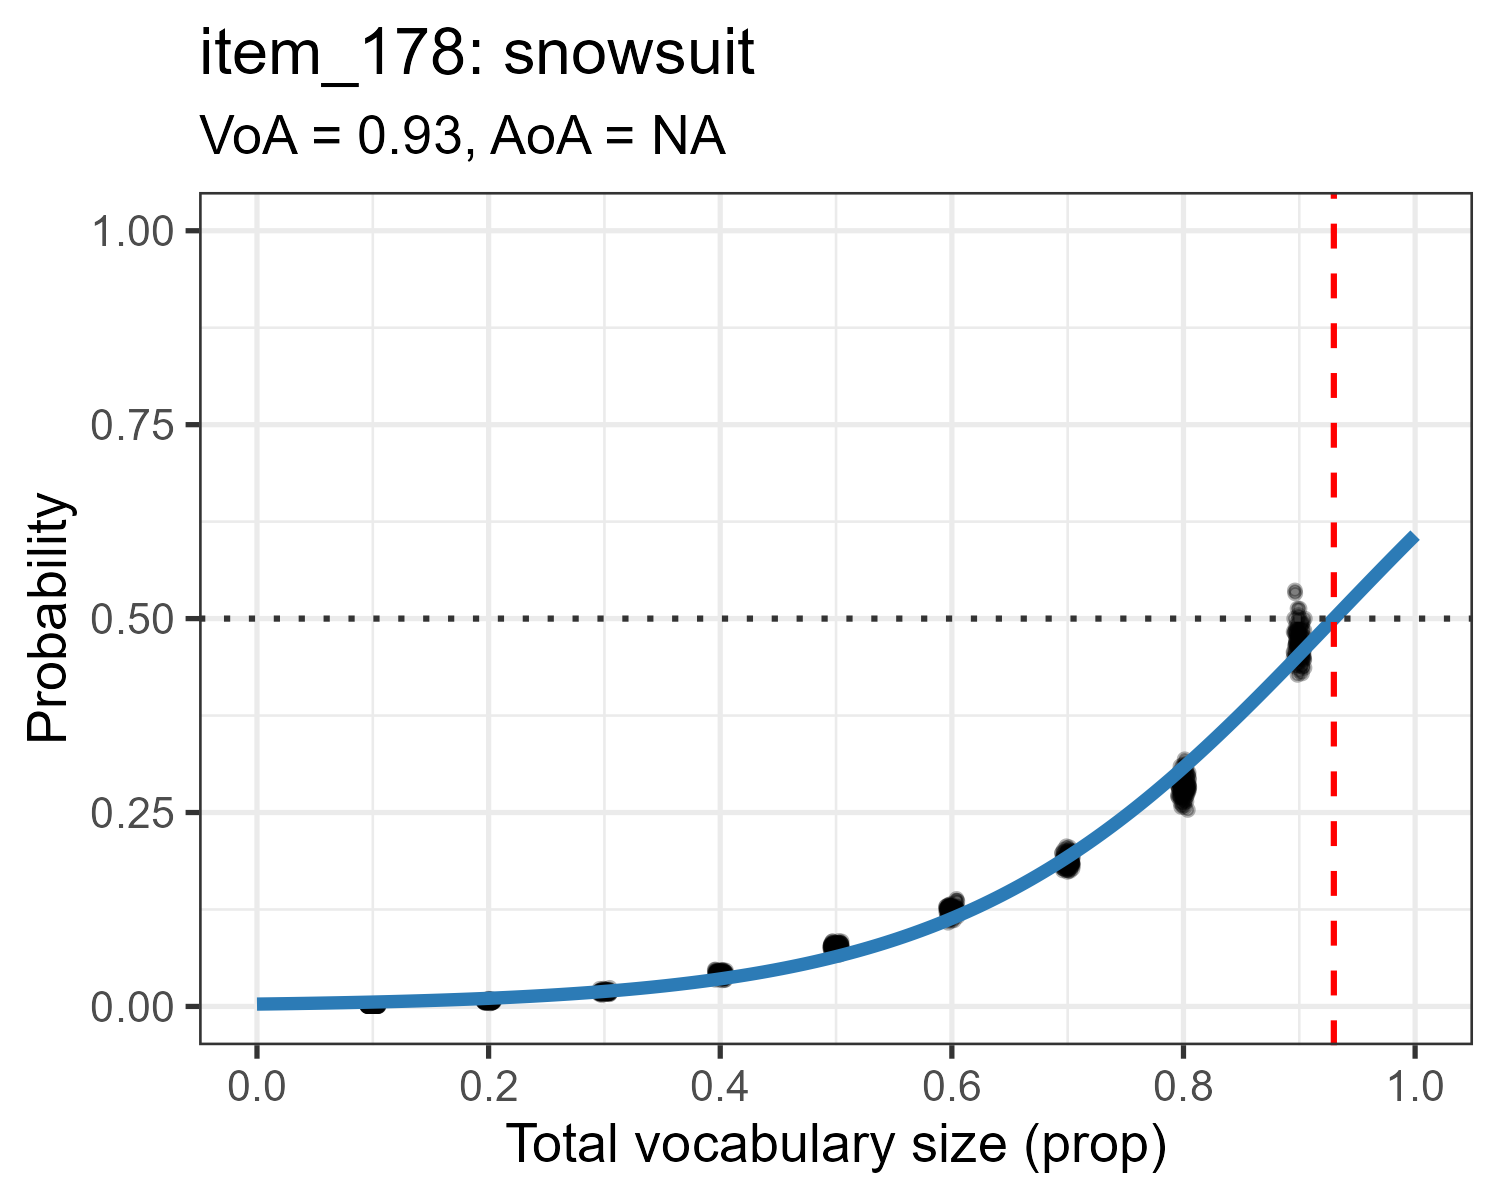 item_178: snowsuit
VoA = 0.93, AoA = NA
1.00
0.75
0.50
0.25
0.00
Probability
0.0 0.2 0.4 0.6 0.8 1.0
Total vocabulary size (prop)